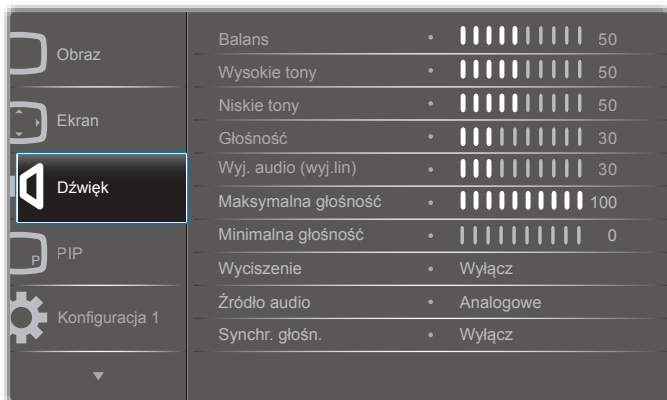 Obraz
Ekran
Dźwięk
P
PIP
Konfiguracja 1
Balans • 50
Wysokie tony • 50
Niskie tony • 50
Głośność • 30
Wyj. audio (wyj.lin) • 30
Maksymalna głośność • 100
Minimalna głośność • 0
Wyciszenie • Wyłącz
Źródło audio • Analogowe
Synchr. głośn. • Wyłącz